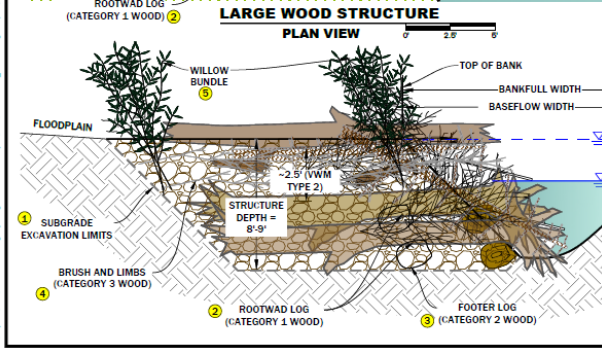 ROOTWAD LOG
(CATEGORY 1 WOOD) 2
LARGE WOOD STRUCTURE
PLAN VIEW
0' 2.5' 5'
WILLOW
BUNDLE
5
TOP OF BANK
BANKFULL WIDTH
BASEFLOW WIDTH
FLOODPLAIN
~2.5' (VWM
TYPE 2)
STRUCTURE
DEPTH =
8'-9'
1 SUBGRADE
EXCAVATION LIMITS
BRUSH AND LIMBS
4 (CATEGORY 3 WOOD)
2 ROOTWAD LOG
(CATEGORY 1 WOOD)
FOOTER LOG
3 (CATEGORY 2 WOOD)